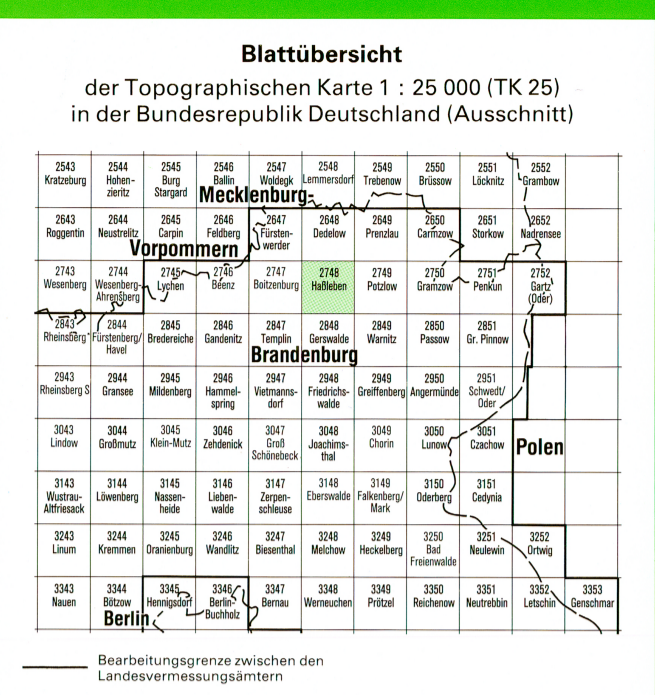 Blattübersicht
der Topographischen Karte 1 : 25 000 (TK 25)
in der Bundesrepublik Deutschland (Ausschnitt)
2543 2544 2545 2546 2547 2548 2549 2550 2551 2552
Kratzeburg Hohen- Burg Ballin Woldegk Lemmersdorf Trebenow Brüssow Löcknitz Grambow
zieritz Stargard
Mecklenburg-
2643 2644 2645 2646 2647 2648 2649 2650 2651 2652
Roggentin Neustrelitz Carpin Feldberg Fürsten- Dedelow Prenzlau Carmzow Storkow Nadrensee
werder
Vorpommern
2743 2744 2745 2746 2747 2748 2749 2750 2751 2752
Wesenberg Wesenberg- Lychen Beenz Boitzenburg Haßleben Potzlow Gramzow Penkun Gartz
Ahrensberg (Oder)
2843 2844 2845 2846 2847 2848 2849 2850 2851
Rheinsberg Fürstenberg/ Bredereiche Gandenitz Templin Gerswalde Warnitz Passow Gr. Pinnow
Havel
Brandenburg
2943 2944 2945 2946 2947 2948 2949 2950 2951
Rheinsberg S Gransee Mildenberg Hammel- Vietmanns- Friedrichs- Greiffenberg Angermünde Schwedt/
spring dorf walde Oder
3043 3044 3045 3046 3047 3048 3049 3050 3051
Lindow Großmutz Klein-Mutz Zehdenick Groß Joachims- Chorin Lunow Czachow
Schönebeck thal
Polen
3143 3144 3145 3146 3147 3148 3149 3150 3151
Wustrau- Löwenberg Nassen- Lieben- Zerpen- Eberswalde Falkenberg/ Oderberg Cedynia
Altfriesack heide walde schleuse Mark
3243 3244 3245 3246 3247 3248 3249 3250 3251 3252
Linum Kremmen Oranienburg Wandlitz Biesenthal Melchow Heckelberg Bad Neulewin Ortwig
Freienwalde
3343 3344 3345 3346 3347 3348 3349 3350 3351 3352 3353
Nauen Bötzow Hennigsdorf Berlin- Bernau Werneuchen Prötzel Reichenow Neutrebbin Letschin Genschmar
Buchholz
Berlin
Bearbeitungsgrenze zwischen den
Landesvermessungsämtern